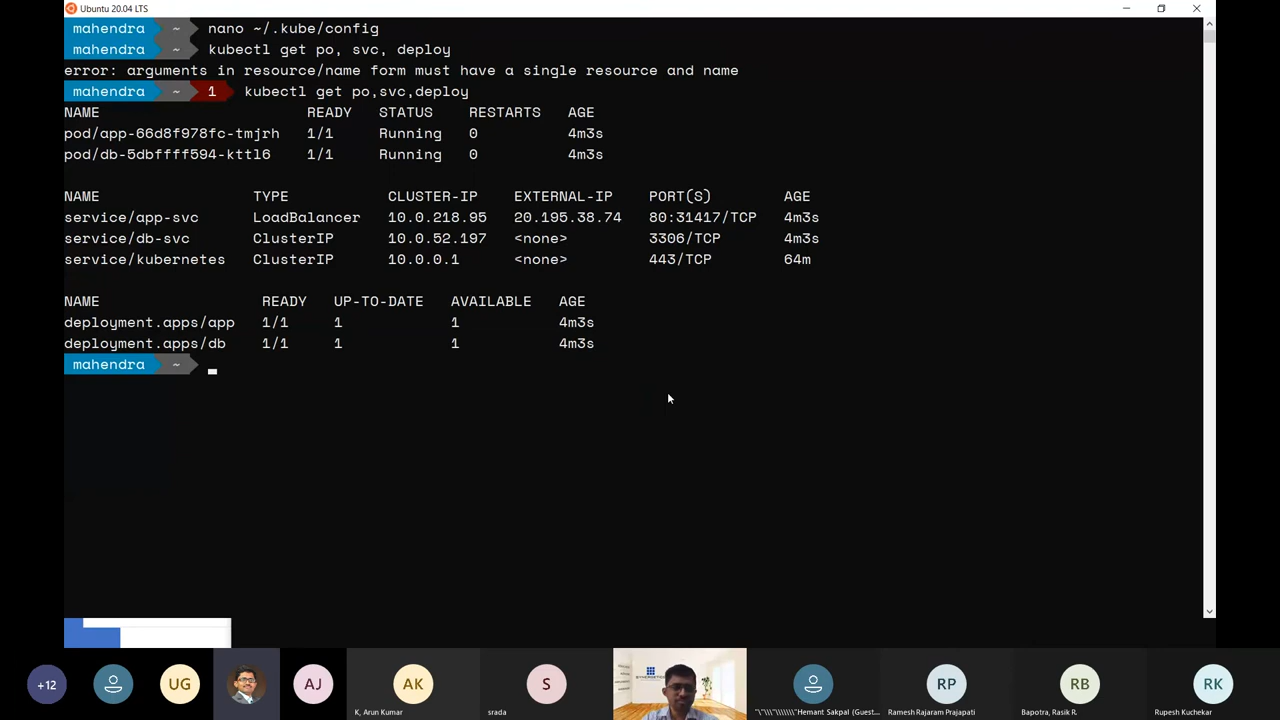 Ubuntu 20.04 LTS
mahendra ~ nano ~/.kube/config
mahendra ~ kubectl get po, svc, deploy
error: arguments in resource/name form must have a single resource and name
mahendra ~ 1 kubectl get po,svc,deploy
NAME READY STATUS RESTARTS AGE
pod/app-66d8f978fc-tmjrh 1/1 Running 0 4m3s
pod/db-5dbffff594-kttl6 1/1 Running 0 4m3s
NAME TYPE CLUSTER-IP EXTERNAL-IP PORT(S) AGE
service/app-svc LoadBalancer 10.0.218.95 20.195.38.74 80:31417/TCP 4m3s
service/db-svc ClusterIP 10.0.52.197 <none> 3306/TCP 4m3s
service/kubernetes ClusterIP 10.0.0.1 <none> 443/TCP 64m
NAME READY UP-TO-DATE AVAILABLE AGE
deployment.apps/app 1/1 1 1 4m3s
deployment.apps/db 1/1 1 1 4m3s
mahendra ~
+12 UG AJ AK S RP RB RK
K, Arun Kumar srada "\"\\\"\\\\\\\"Hemant Sakpal (Guest... Ramesh Rajaram Prajapati Bapotra, Rasik R. Rupesh Kuchekar